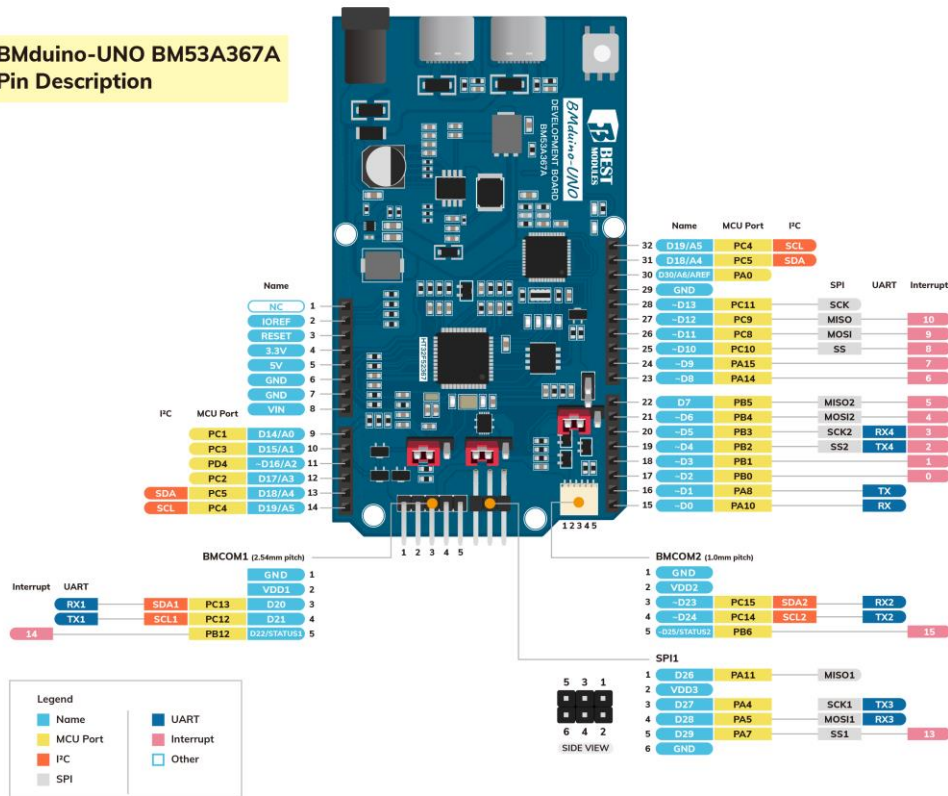 BMduino-UNO BM53A367A
Pin Description
BEST
MODULES
BMduino-UNO
DEVELOPMENT BOARD
BM53A367A
HT32F52367
Name
NC 1
IOREF 2
RESET 3
3.3V 4
5V 5
GND 6
GND 7
VIN 8
I²C MCU Port
PC1 D14/A0 9
PC3 D15/A1 10
PD4 ~D16/A2 11
PC2 D17/A3 12
SDA PC5 D18/A4 13
SCL PC4 D19/A5 14
Name MCU Port I²C
32 D19/A5 PC4 SCL
31 D18/A4 PC5 SDA
30 D30/A6/AREF PA0
29 GND SPI UART Interrupt
28 ~D13 PC11 SCK
27 ~D12 PC9 MISO 10
26 ~D11 PC8 MOSI 9
25 ~D10 PC10 SS 8
24 ~D9 PA15 7
23 ~D8 PA14 6
22 D7 PB5 MISO2 5
21 ~D6 PB4 MOSI2 4
20 ~D5 PB3 SCK2 RX4 3
19 ~D4 PB2 SS2 TX4 2
18 ~D3 PB1 1
17 ~D2 PB0 0
16 ~D1 PA8 TX
15 ~D0 PA10 RX
1 2 3 4 5
1 2 3 4 5
BMCOM1 (2.54mm pitch)
GND 1
Interrupt UART VDD1 2
RX1 SDA1 PC13 D20 3
TX1 SCL1 PC12 D21 4
14 PB12 D22/STATUS1 5
BMCOM2 (1.0mm pitch)
1 GND
2 VDD2
3 ~D23 PC15 SDA2 RX2
4 ~D24 PC14 SCL2 TX2
5 ~D25/STATUS2 PB6 15
SPI1
1 D26 PA11 MISO1
2 VDD3
3 D27 PA4 SCK1 TX3
4 D28 PA5 MOSI1 RX3
5 D29 PA7 SS1 13
6 GND
5 3 1
6 4 2
SIDE VIEW
Legend
Name UART
MCU Port Interrupt
I²C Other
SPI